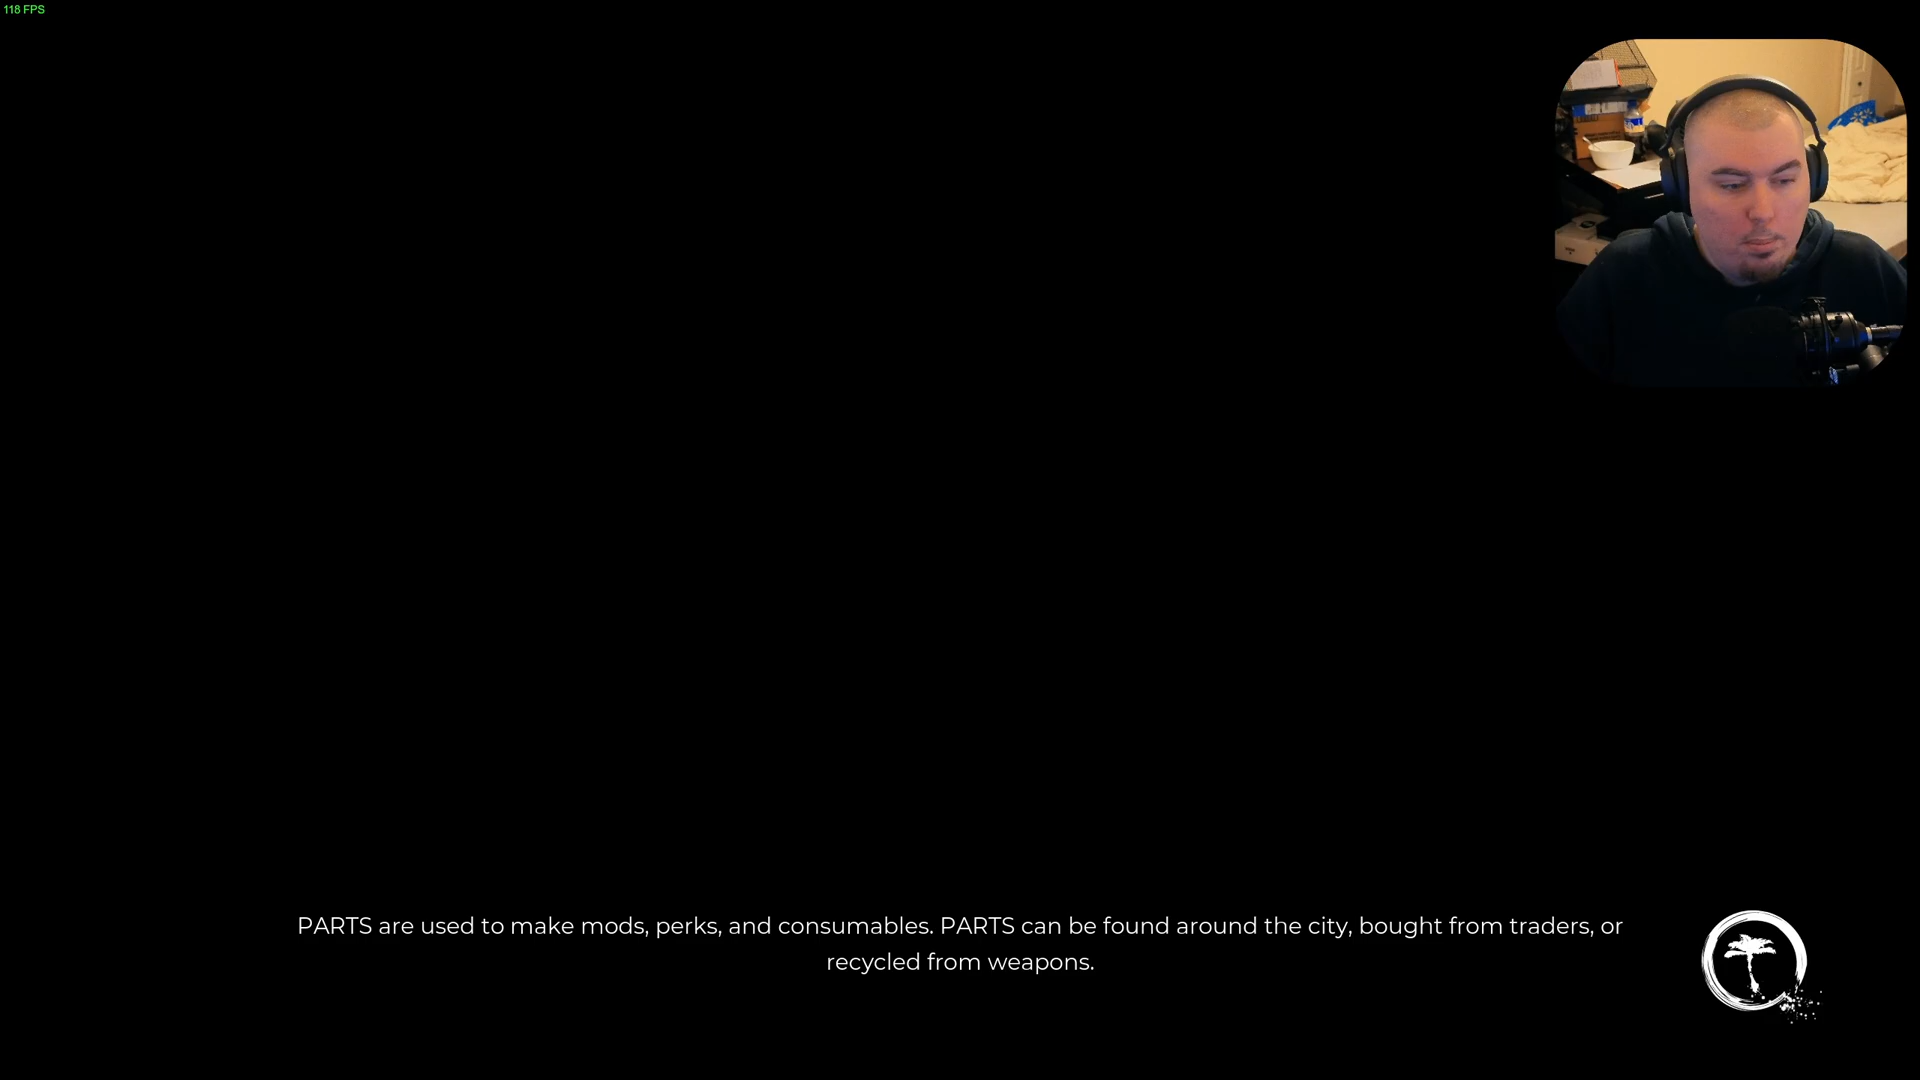 118 FPS
PARTS are used to make mods, perks, and consumables. PARTS can be found around the city, bought from traders, or
recycled from weapons.